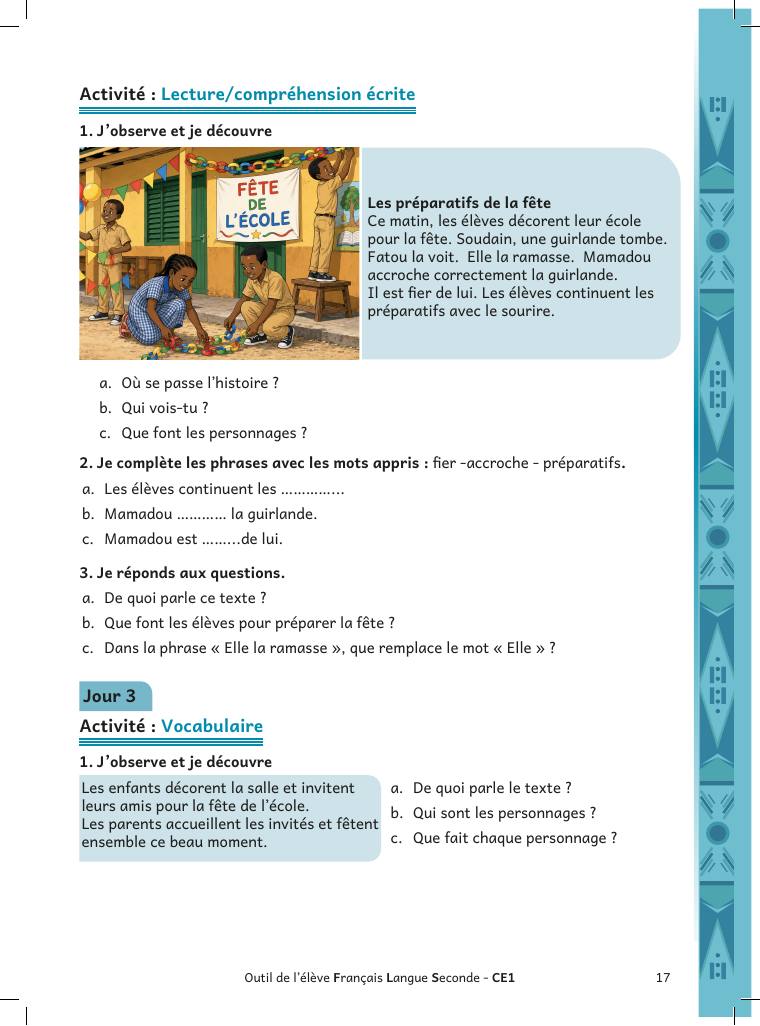 Activité : Lecture/compréhension écrite
1. J’observe et je découvre
FÊTE
DE
L’ÉCOLE
Les préparatifs de la fête
Ce matin, les élèves décorent leur école
pour la fête. Soudain, une guirlande tombe.
Fatou la voit. Elle la ramasse. Mamadou
accroche correctement la guirlande.
Il est fier de lui. Les élèves continuent les
préparatifs avec le sourire.
a. Où se passe l’histoire ?
b. Qui vois-tu ?
c. Que font les personnages ?
2. Je complète les phrases avec les mots appris : fier -accroche - préparatifs.
a. Les élèves continuent les ...............
b. Mamadou ............ la guirlande.
c. Mamadou est .........de lui.
3. Je réponds aux questions.
a. De quoi parle ce texte ?
b. Que font les élèves pour préparer la fête ?
c. Dans la phrase « Elle la ramasse », que remplace le mot « Elle » ?
Jour 3
Activité : Vocabulaire
1. J’observe et je découvre
Les enfants décorent la salle et invitent
leurs amis pour la fête de l’école.
Les parents accueillent les invités et fêtent
ensemble ce beau moment.
a. De quoi parle le texte ?
b. Qui sont les personnages ?
c. Que fait chaque personnage ?
Outil de l’élève Français Langue Seconde - CE1
17